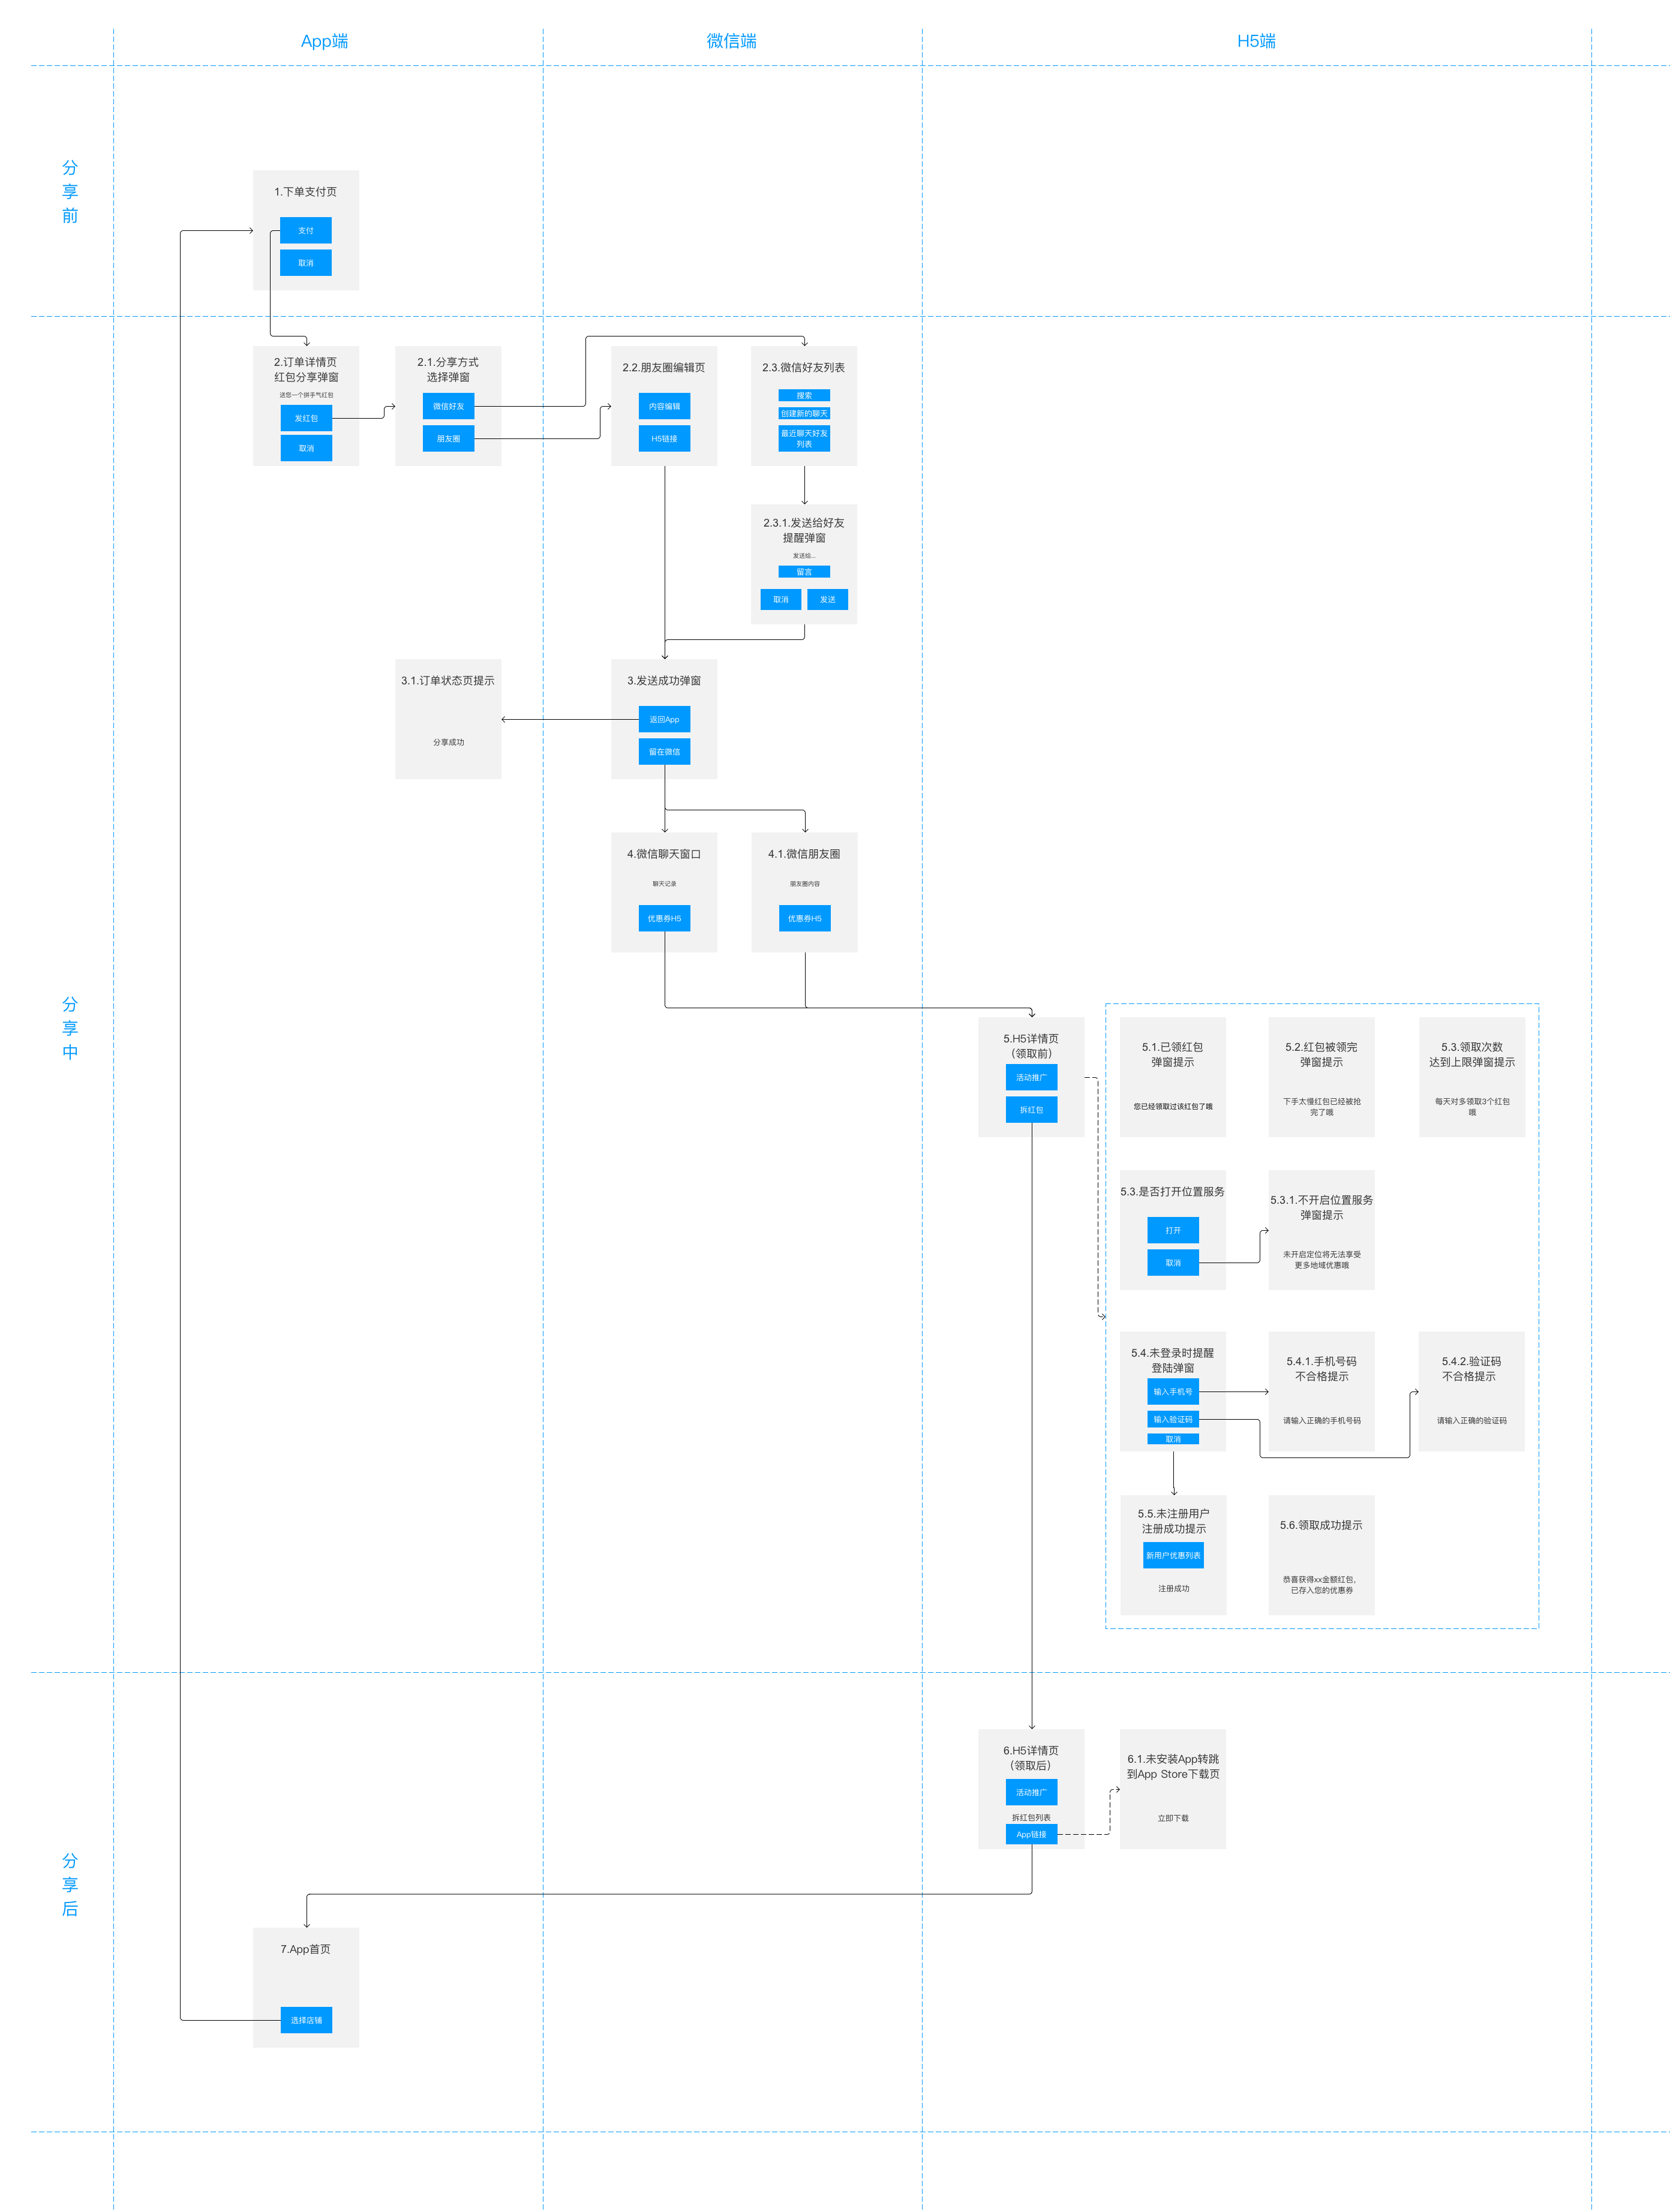 App端
微信端
H5端
分
享
前
1.下单支付页
支付
取消
2.订单详情页
红包分享弹窗
送您一个拼手气红包
发红包
取消
2.1.分享方式
选择弹窗
微信好友
朋友圈
2.2.朋友圈编辑页
内容编辑
H5链接
2.3.微信好友列表
搜索
创建新的聊天
最近聊天好友
列表
2.3.1.发送给好友
提醒弹窗
发送给...
留言
取消
发送
3.1.订单状态页提示
分享成功
3.发送成功弹窗
返回App
留在微信
4.微信聊天窗口
聊天记录
优惠券H5
4.1.微信朋友圈
朋友圈内容
优惠券H5
分
享
中
5.H5详情页
（领取前）
活动推广
拆红包
5.1.已领红包
弹窗提示
您已经领取过该红包了哦
5.2.红包被领完
弹窗提示
下手太慢红包已经被抢
完了哦
5.3.领取次数
达到上限弹窗提示
每天对多领取3个红包
哦
5.3.是否打开位置服务
打开
取消
5.3.1.不开启位置服务
弹窗提示
未开启定位将无法享受
更多地域优惠哦
5.4.未登录时提醒
登陆弹窗
输入手机号
输入验证码
取消
5.4.1.手机号码
不合格提示
请输入正确的手机号码
5.4.2.验证码
不合格提示
请输入正确的验证码
5.5.未注册用户
注册成功提示
新用户优惠列表
注册成功
5.6.领取成功提示
恭喜获得xx金额红包，
已存入您的优惠券
6.H5详情页
（领取后）
活动推广
拆红包列表
App链接
6.1.未安装App转跳
到App Store下载页
立即下载
分
享
后
7.App首页
选择店铺